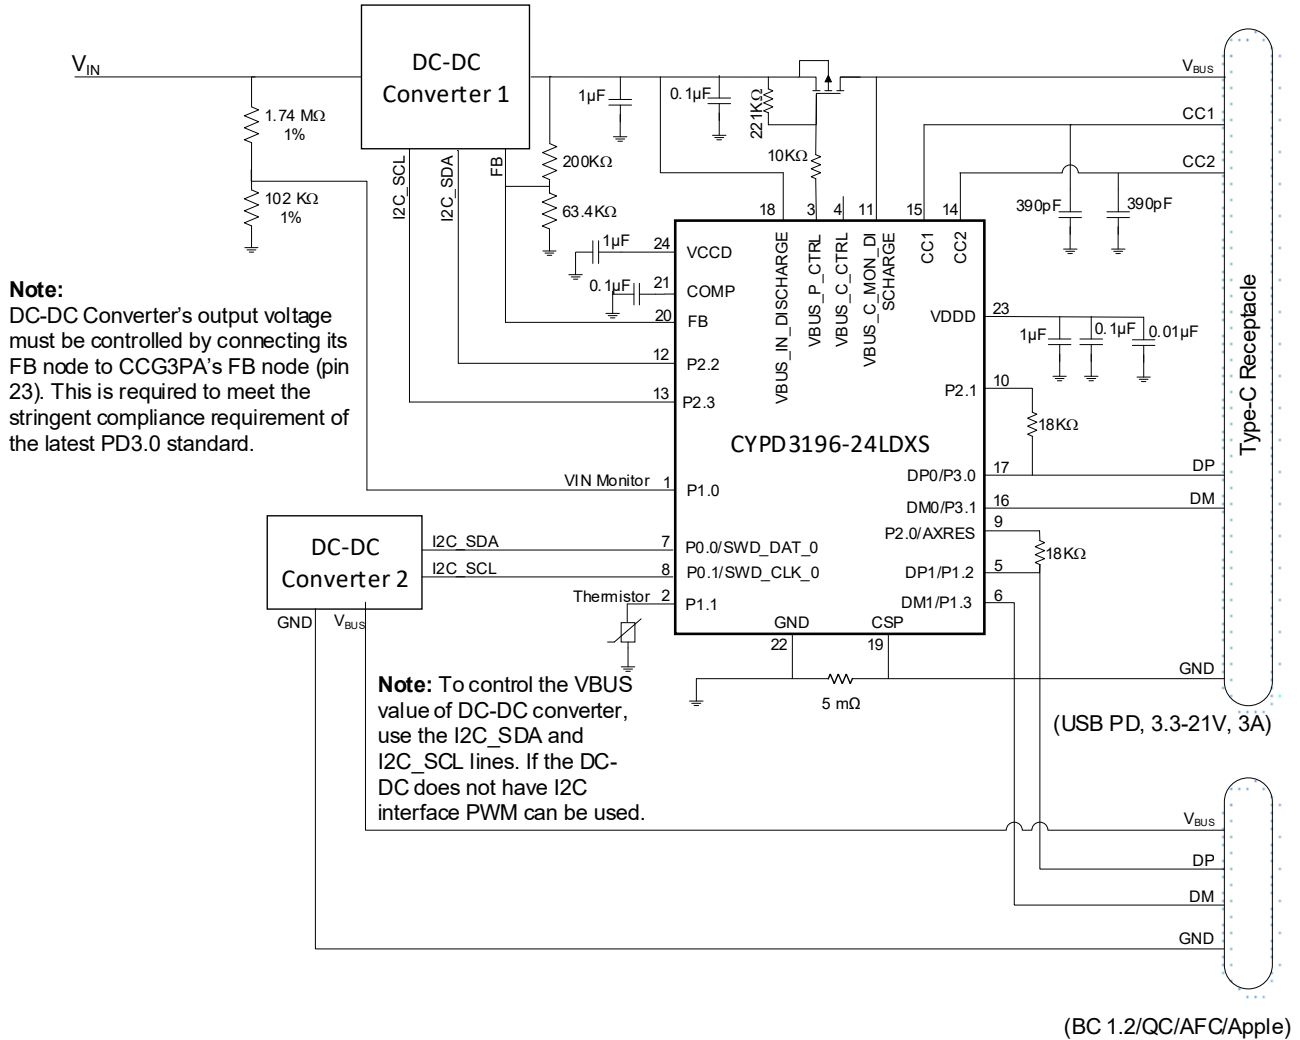 V_IN
DC-DC
Converter 1
1.74 MΩ
1%
102 KΩ
1%
I2C_SCL
I2C_SDA
FB
200KΩ
63.4KΩ
1µF
0.1µF
221KΩ
10KΩ
V_BUS
CC1
CC2
390pF
390pF
18
3
4
11
15
14
VBUS_IN_DISCHARGE
VBUS_P_CTRL
VBUS_C_CTRL
VBUS_C_MON_DI
SCHARGE
CC1
CC2
1µF
24
VCCD
0.1µF
21
COMP
20
FB
12
P2.2
13
P2.3
VIN Monitor
1
P1.0
7
P0.0/SWD_DAT_0
8
P0.1/SWD_CLK_0
Thermistor
2
P1.1
CYPD3196-24LDXS
VDDD
23
1µF
0.1µF
0.01µF
P2.1
10
18KΩ
DP0/P3.0
17
DP
DM0/P3.1
16
DM
P2.0/AXRES
9
18KΩ
DP1/P1.2
5
DM1/P1.3
6
GND
22
CSP
19
5 mΩ
GND
Type-C Receptacle
(USB PD, 3.3-21V, 3A)
Note:
DC-DC Converter’s output voltage
must be controlled by connecting its
FB node to CCG3PA’s FB node (pin
23). This is required to meet the
stringent compliance requirement of
the latest PD3.0 standard.
DC-DC
Converter 2
I2C_SDA
I2C_SCL
GND
V_BUS
Note: To control the VBUS
value of DC-DC converter,
use the I2C_SDA and
I2C_SCL lines. If the DC-
DC does not have I2C
interface PWM can be used.
V_BUS
DP
DM
GND
(BC 1.2/QC/AFC/Apple)